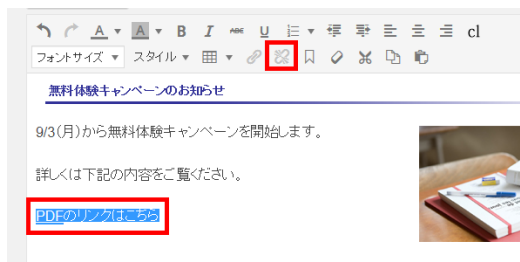 A A B I ABC U cl
フォントサイズ スタイル
無料体験キャンペーンのお知らせ
9/3(月)から無料体験キャンペーンを開始します。
詳しくは下記の内容をご覧ください。
PDFのリンクはこちら